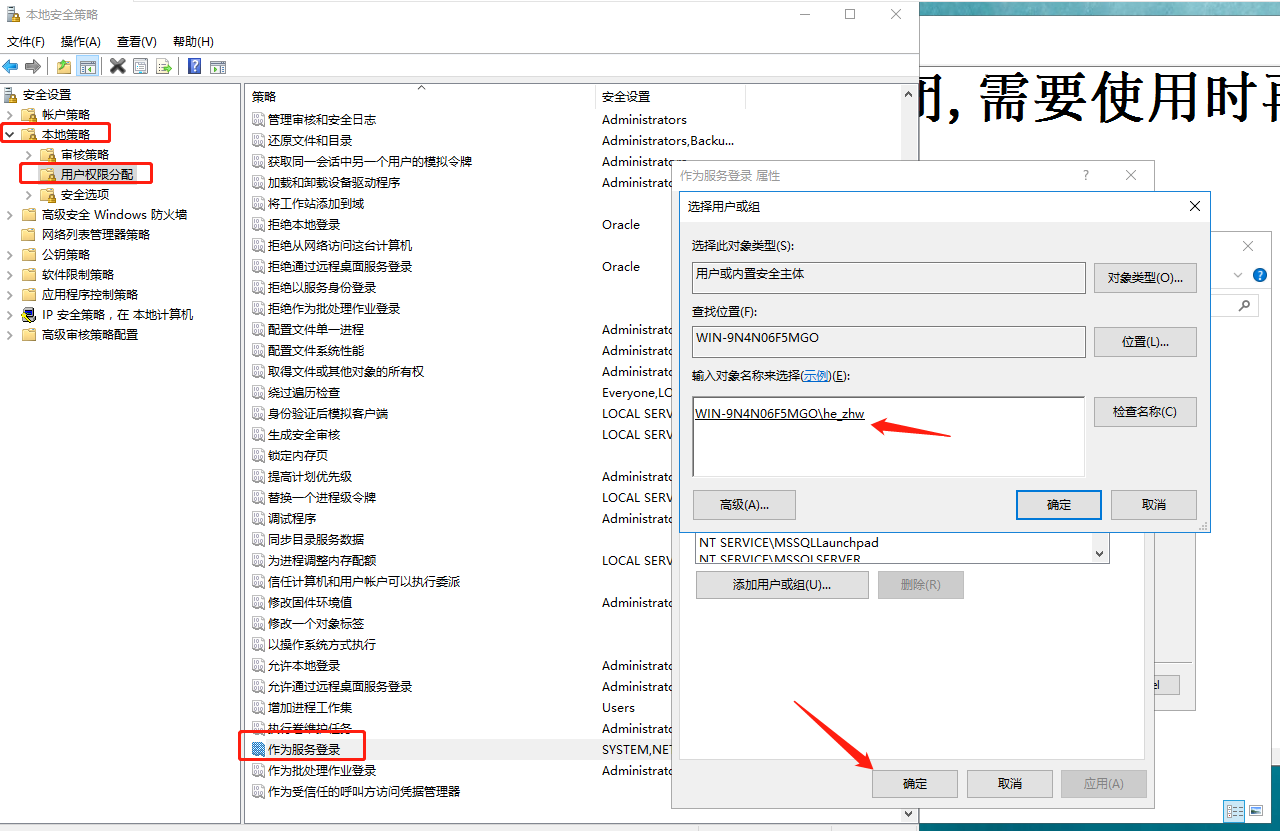 本地安全策略
文件(F) 操作(A) 查看(V) 帮助(H)
安全设置
帐户策略
本地策略
审核策略
用户权限分配
安全选项
高级安全 Windows 防火墙
网络列表管理器策略
公钥策略
软件限制策略
应用程序控制策略
IP 安全策略，在 本地计算机
高级审核策略配置
策略 安全设置
管理审核和安全日志 Administrators
还原文件和目录 Administrators,Backu...
获取同一会话中另一个用户的模拟令牌 Administrators
加载和卸载设备驱动程序 Administrato
将工作站添加到域
拒绝本地登录 Oracle
拒绝从网络访问这台计算机
拒绝通过远程桌面服务登录 Oracle
拒绝以服务身份登录
拒绝作为批处理作业登录
配置文件单一进程 Administrato
配置文件系统性能 Administrato
取得文件或其他对象的所有权 Administrato
绕过遍历检查 Everyone,LO
身份验证后模拟客户端 LOCAL SERV
生成安全审核 LOCAL SERV
锁定内存页
提高计划优先级 Administrato
替换一个进程级令牌 LOCAL SERV
调试程序 Administrato
同步目录服务数据
为进程调整内存配额 LOCAL SERV
信任计算机和用户帐户可以执行委派
修改固件环境值 Administrato
修改一个对象标签
以操作系统方式执行
允许本地登录 Administrato
允许通过远程桌面服务登录 Administrato
增加进程工作集 Users
执行卷维护任务 Administrato
作为服务登录 SYSTEM,NET
作为批处理作业登录 Administrato
作为受信任的呼叫方访问凭据管理器
,需要使用时
作为服务登录 属性
选择用户或组
选择此对象类型(S):
用户或内置安全主体 对象类型(O)...
查找位置(F):
WIN-9N4N06F5MGO 位置(L)...
输入对象名称来选择(示例)(E):
WIN-9N4N06F5MGO\he_zhw 检查名称(C)
高级(A)... 确定 取消
NT SERVICE\MSSQLLaunchpad
NT SERVICE\MSSQLSERVER
添加用户或组(U)... 删除(R)
el
确定 取消 应用(A)